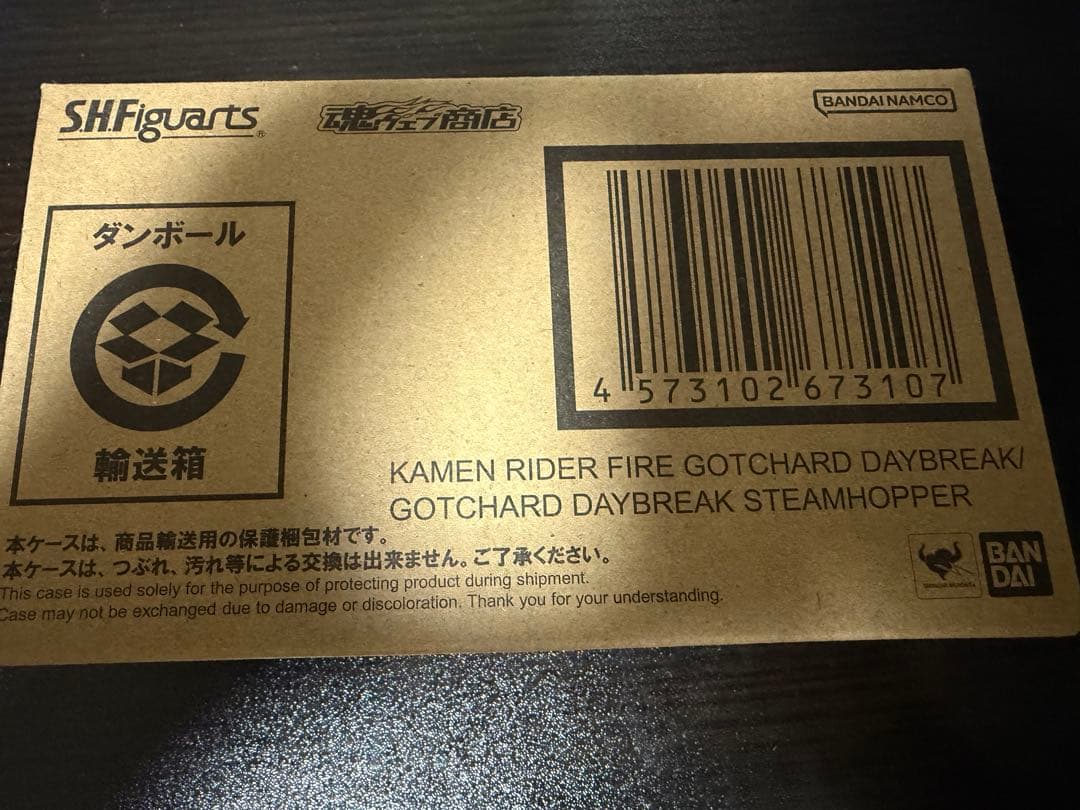 S.H.Figuarts®
魂ウェブ商店
BANDAI NAMCO
ダンボール
輸送箱
4 573102 673107
KAMEN RIDER FIRE GOTCHARD DAYBREAK/
GOTCHARD DAYBREAK STEAMHOPPER
本ケースは、商品輸送用の保護梱包材です。
本ケースは、つぶれ、汚れ等による交換は出来ません。ご了承ください。
This case is used solely for the purpose of protecting product during shipment.
Case may not be exchanged due to damage or discoloration. Thank you for your understanding.
BAN
DAI